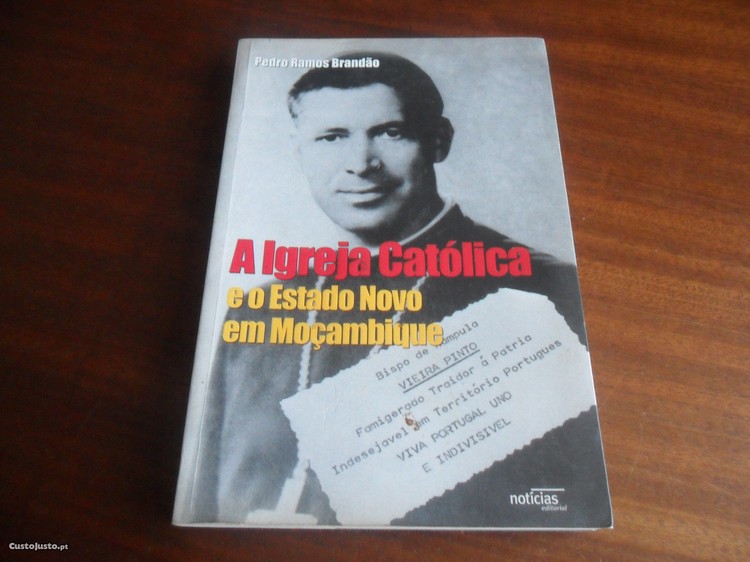 Pedro Ramos Brandão
A Igreja Católica
e o Estado Novo
em Moçambique
Bispo de Nampula
VIEIRA PINTO
Famigerado Traidor á Patria
Indesejavel em Território Portugues
VIVA PORTUGAL UNO
E INDIVISIVEL
notícias
editorial
CustoJusto.pt